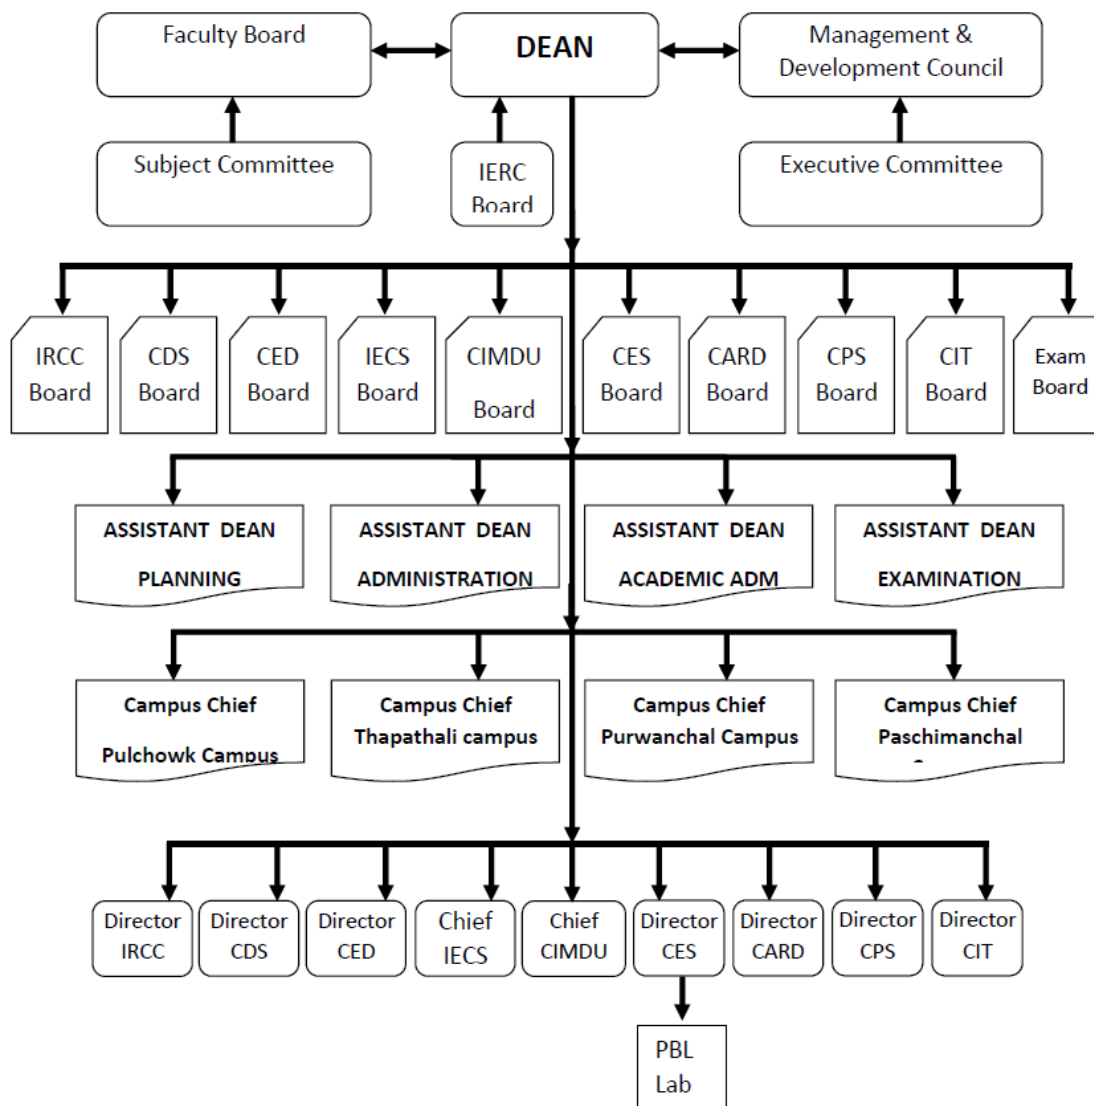 Faculty Board
DEAN
Management &
Development Council
Subject Committee
IERC
Board
Executive Committee
IRCC
Board
CDS
Board
CED
Board
IECS
Board
CIMDU
Board
CES
Board
CARD
Board
CPS
Board
CIT
Board
Exam
Board
ASSISTANT DEAN
PLANNING
ASSISTANT DEAN
ADMINISTRATION
ASSISTANT DEAN
ACADEMIC ADM
ASSISTANT DEAN
EXAMINATION
Campus Chief
Pulchowk Campus
Campus Chief
Thapathali campus
Campus Chief
Purwanchal Campus
Campus Chief
Paschimanchal
Director
IRCC
Director
CDS
Director
CED
Chief
IECS
Chief
CIMDU
Director
CES
Director
CARD
Director
CPS
Director
CIT
PBL
Lab